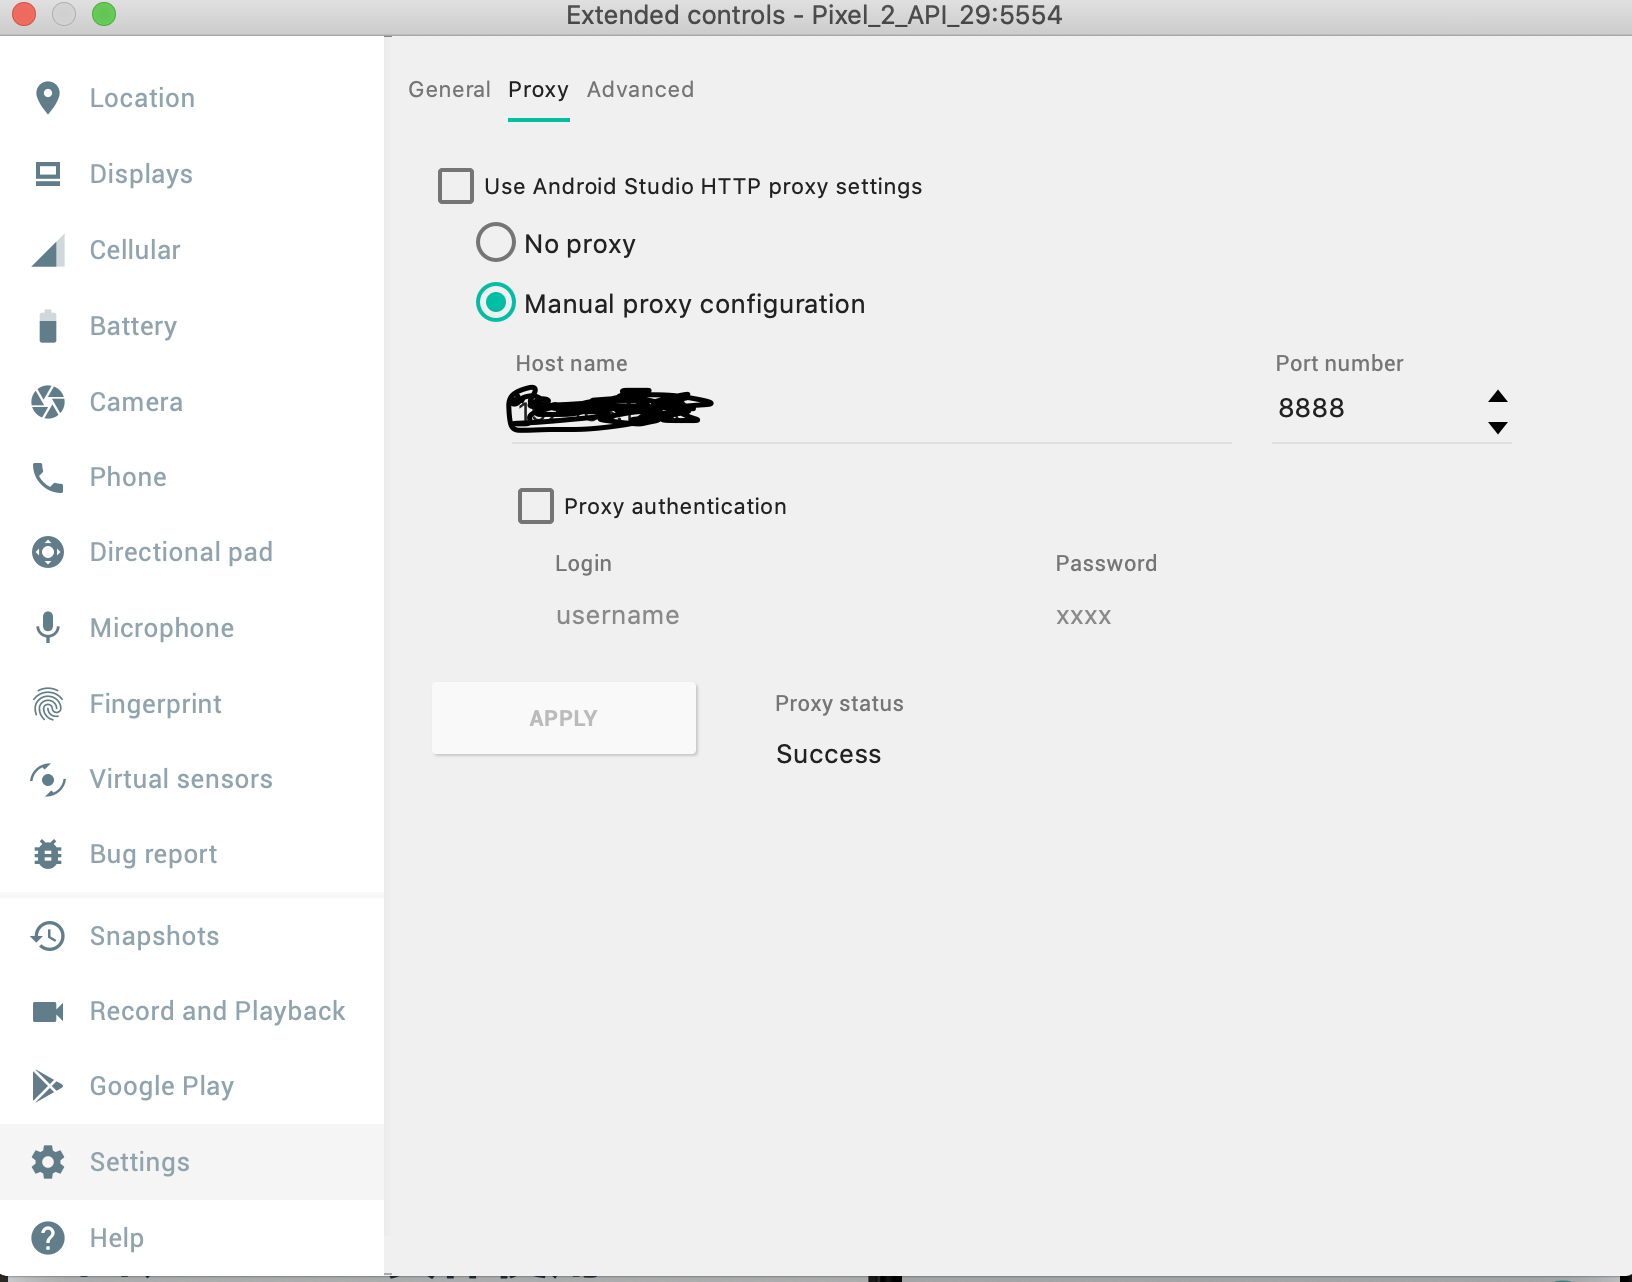 Extended controls - Pixel_2_API_29:5554
Location
Displays
Cellular
Battery
Camera
Phone
Directional pad
Microphone
Fingerprint
Virtual sensors
Bug report
Snapshots
Record and Playback
Google Play
Settings
Help
General Proxy Advanced
Use Android Studio HTTP proxy settings
No proxy
Manual proxy configuration
Host name Port number
8888
Proxy authentication
Login Password
username xxxx
APPLY
Proxy status
Success